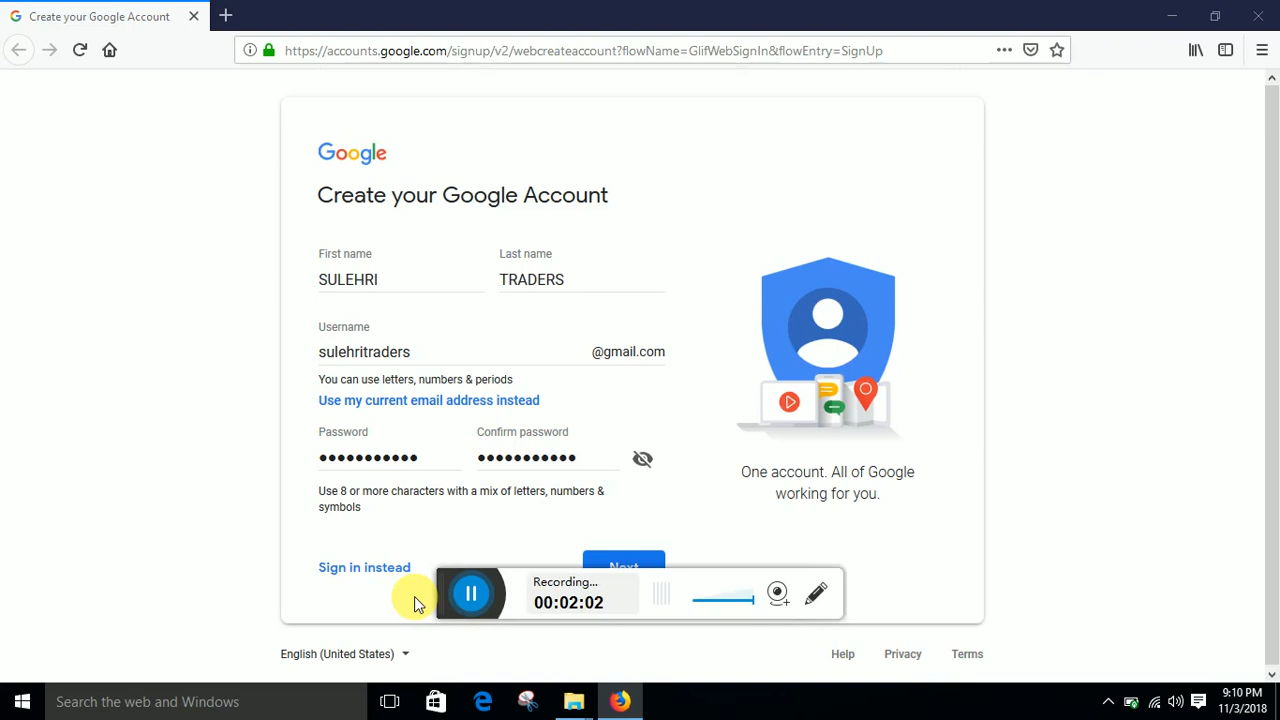 Create your Google Account
https://accounts.google.com/signup/v2/webcreateaccount?flowName=GlifWebSignIn&flowEntry=SignUp
Google
Create your Google Account
First name
Last name
SULEHRI
TRADERS
Username
sulehritraders
@gmail.com
You can use letters, numbers & periods
Use my current email address instead
Password
Confirm password
●●●●●●●●●●●
●●●●●●●●●●●
Use 8 or more characters with a mix of letters, numbers &
symbols
One account. All of Google
working for you.
Sign in instead
Next
Recording...
00:02:02
English (United States)
Help
Privacy
Terms
Search the web and Windows
9:10 PM
11/3/2018